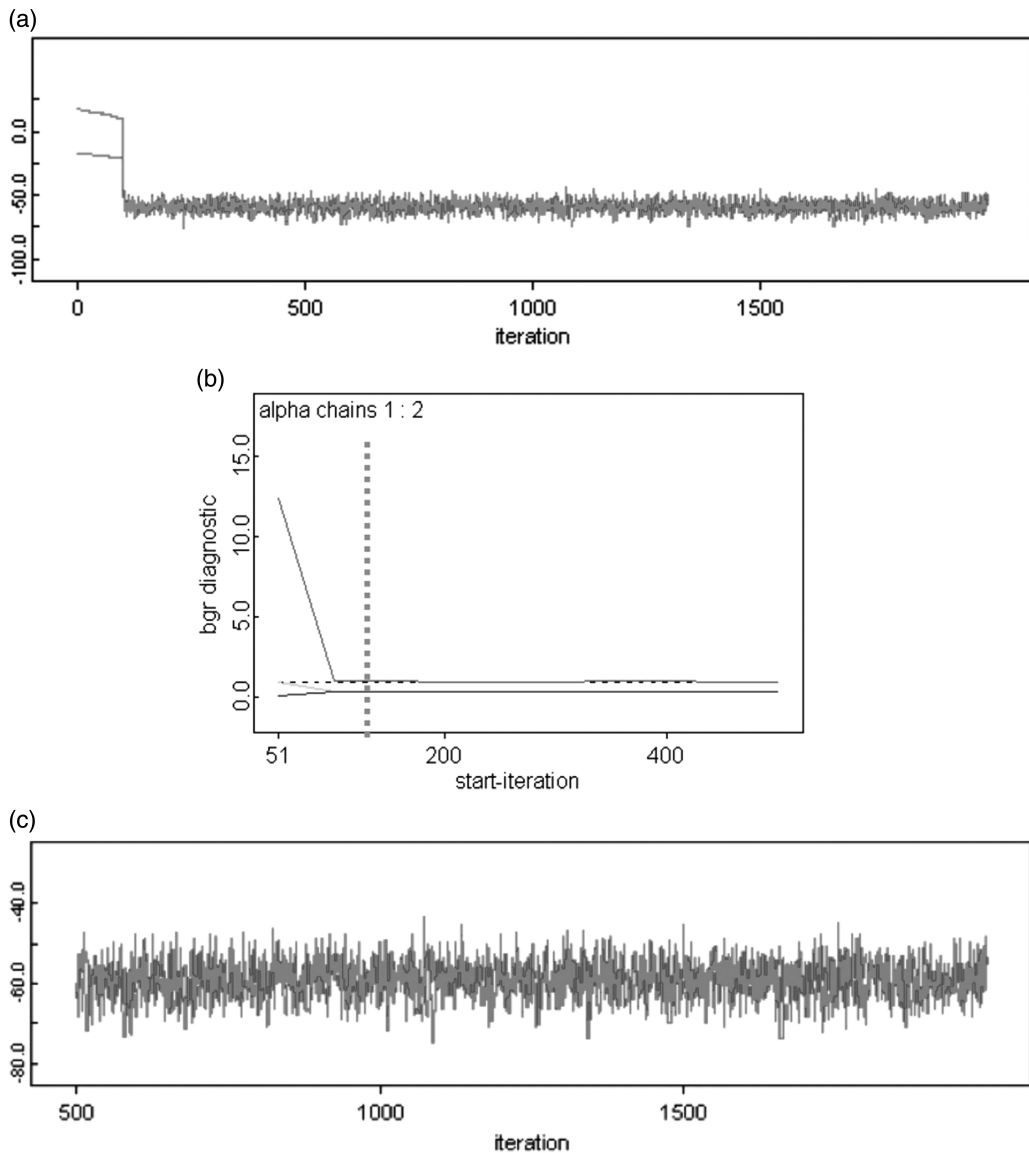 (a)
0.0
-50.0
-100.0
0
500
1000
1500
iteration
(b)
alpha chains 1 : 2
bgr diagnostic
15.0
10.0
5.0
0.0
51
200
400
start-iteration
(c)
-40.0
-60.0
-80.0
500
1000
1500
iteration